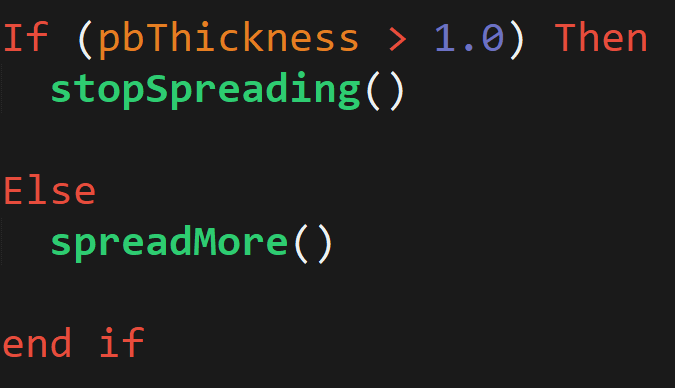 If (pbThickness > 1.0) Then
stopSpreading()
Else
spreadMore()
end if